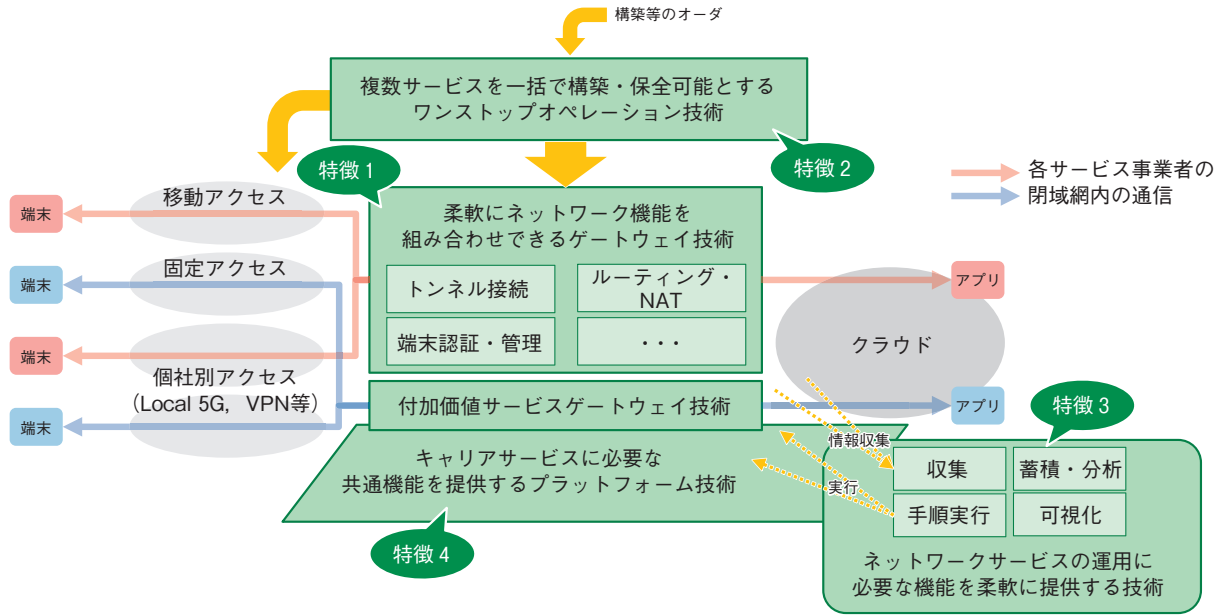 構築等のオーダ
複数サービスを一括で構築・保全可能とする
ワンストップオペレーション技術
特徴2
特徴1
各サービス事業者の
閉域網内の通信
移動アクセス
端末
柔軟にネットワーク機能を
組み合わせできるゲートウェイ技術
固定アクセス
端末
トンネル接続
ルーティング・
NAT
アプリ
端末認証・管理
・・・
クラウド
端末
個社別アクセス
(Local 5G,VPN等)
端末
付加価値サービスゲートウェイ技術
アプリ
特徴3
情報収集
キャリアサービスに必要な
共通機能を提供するプラットフォーム技術
実行
収集
蓄積・分析
手順実行
可視化
特徴4
ネットワークサービスの運用に
必要な機能を柔軟に提供する技術